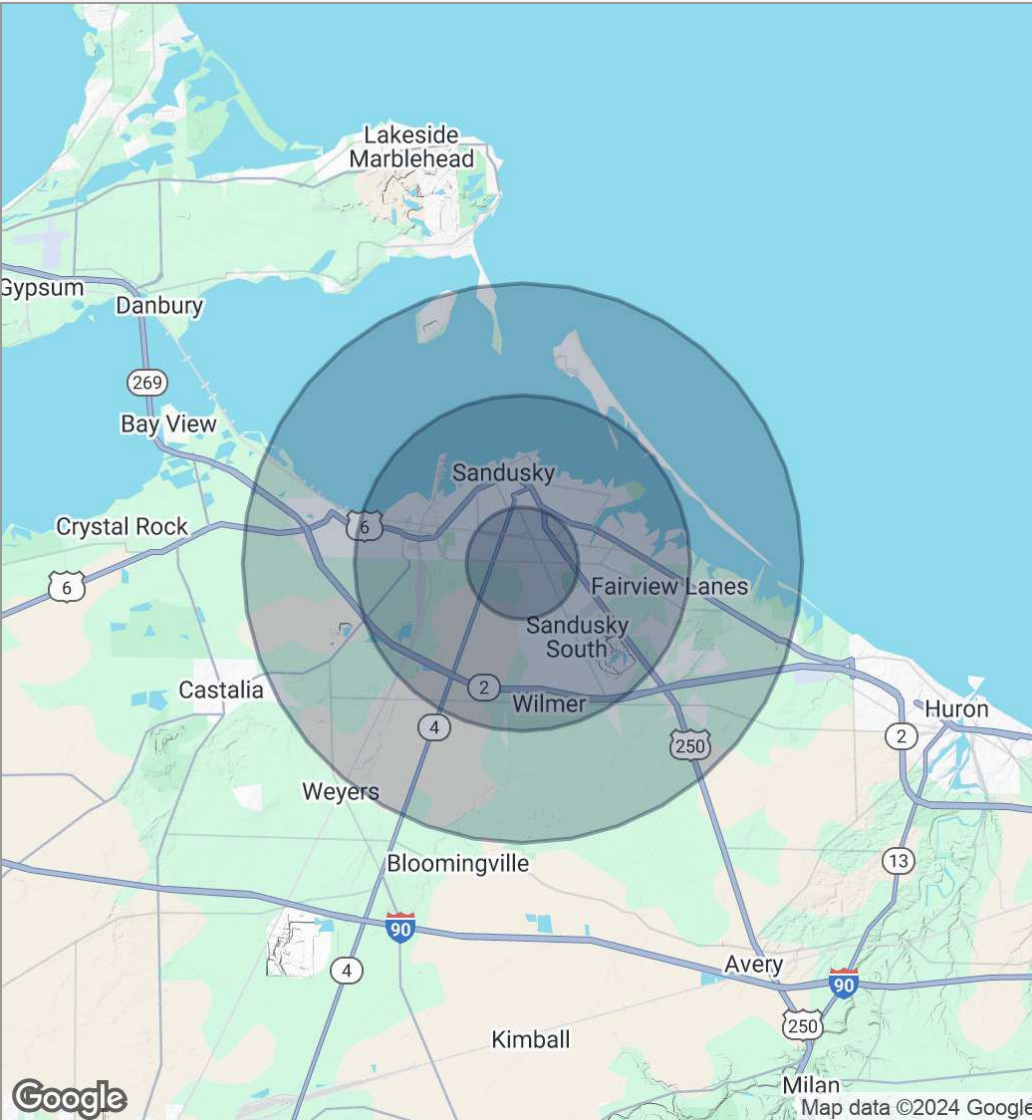 Lakeside
Marblehead
Gypsum
Danbury
269
Bay View
Sandusky
Crystal Rock
6
6
Fairview Lanes
Sandusky
South
Castalia
2
Wilmer
Huron
4
2
250
Weyers
Bloomingville
13
90
Avery
4
90
250
Kimball
Milan
Google
Map data ©2024 Google